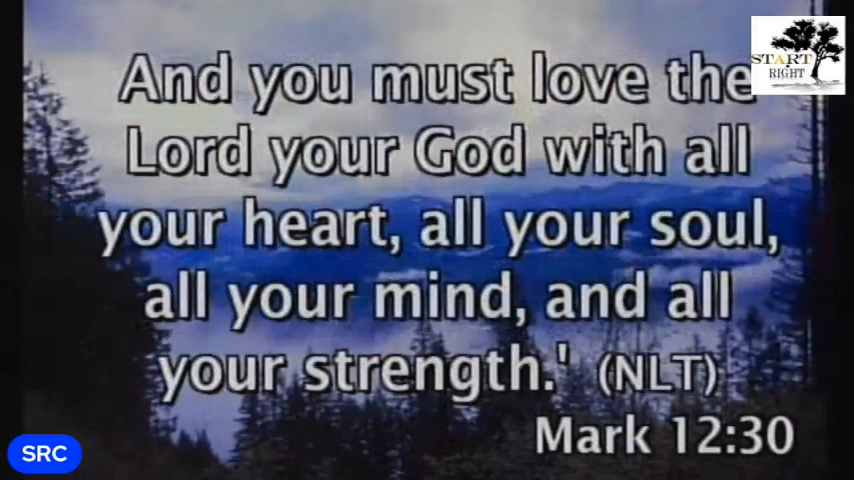 START
RIGHT
And you must love the
Lord your God with all
your heart, all your soul,
all your mind, and all
your strength.' (NLT)
Mark 12:30
SRC